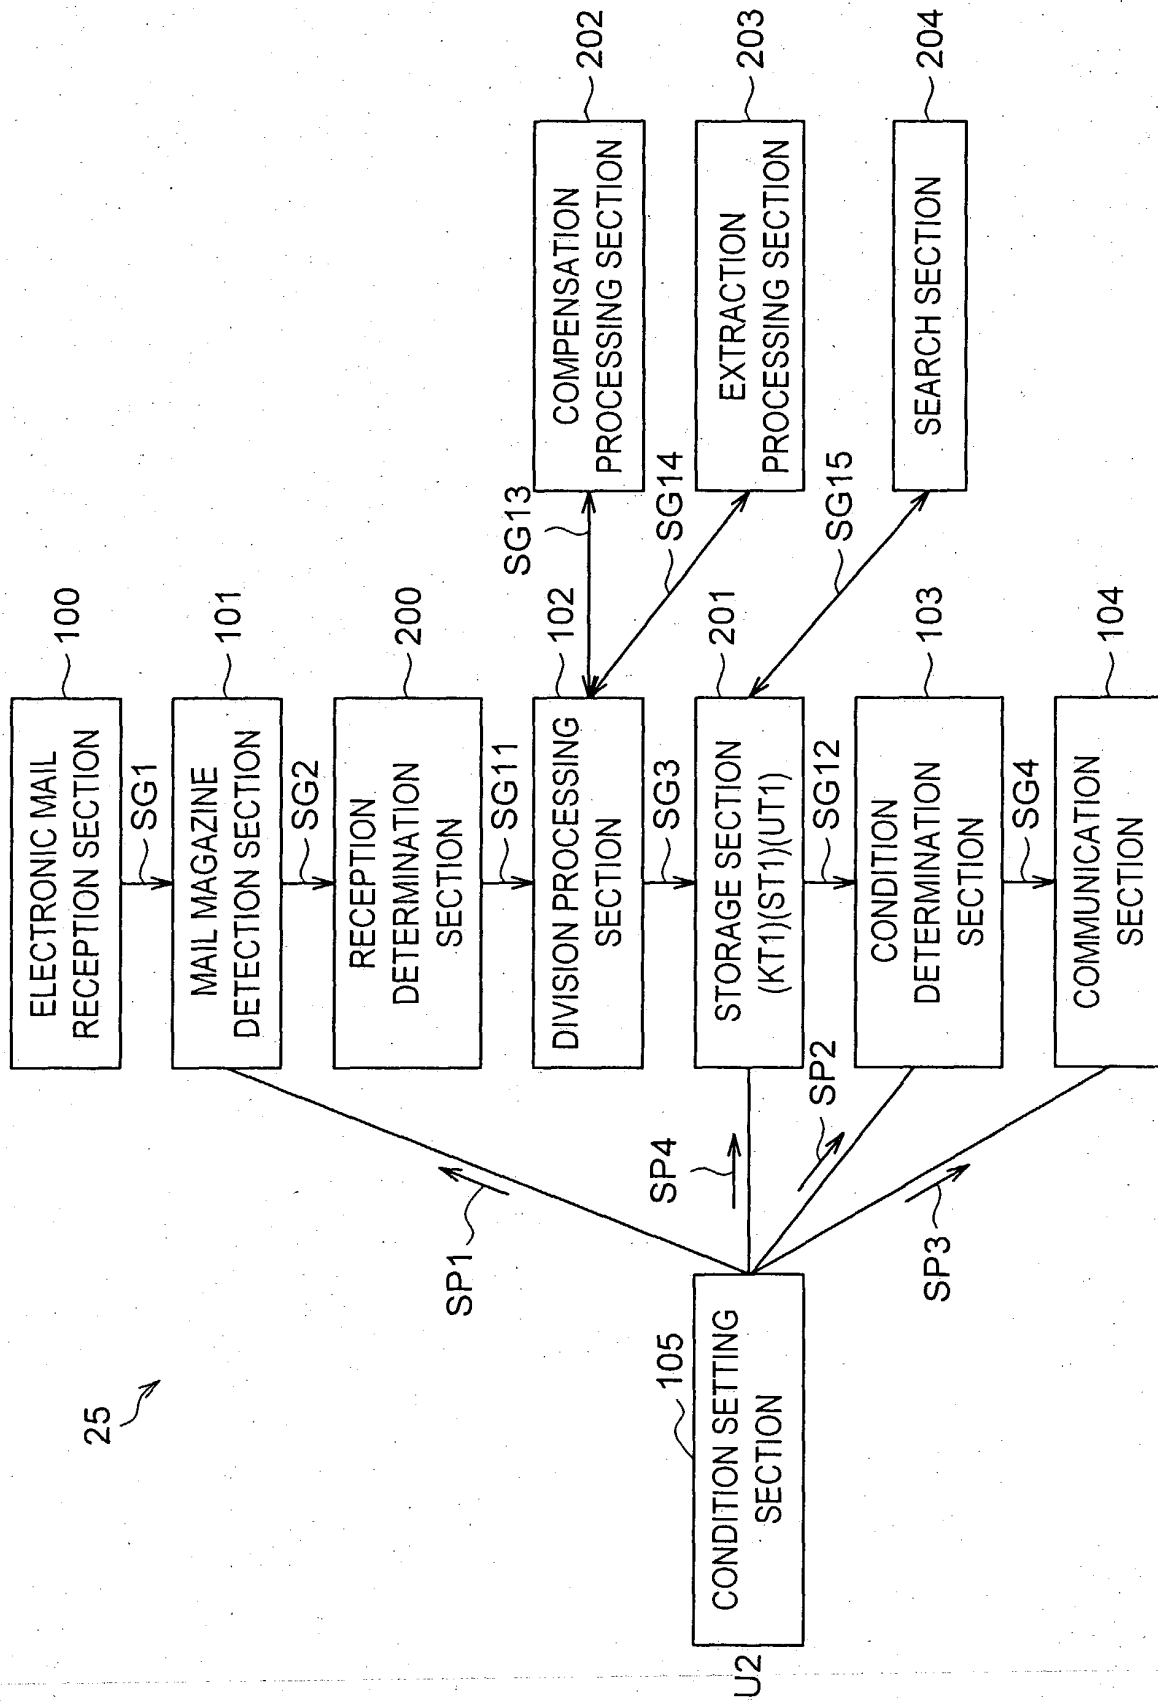 25
U2
105
CONDITION SETTING
SECTION
SP1
SP4
SP2
SP3
100
ELECTRONIC MAIL
RECEPTION SECTION
SG1
101
MAIL MAGAZINE
DETECTION SECTION
SG2
200
RECEPTION
DETERMINATION
SECTION
SG11
102
DIVISION PROCESSING
SECTION
SG3
201
STORAGE SECTION
(KT1)(ST1)(UT1)
SG12
103
CONDITION
DETERMINATION
SECTION
SG4
104
COMMUNICATION
SECTION
SG13
SG14
SG15
202
COMPENSATION
PROCESSING SECTION
203
EXTRACTION
PROCESSING SECTION
204
SEARCH SECTION